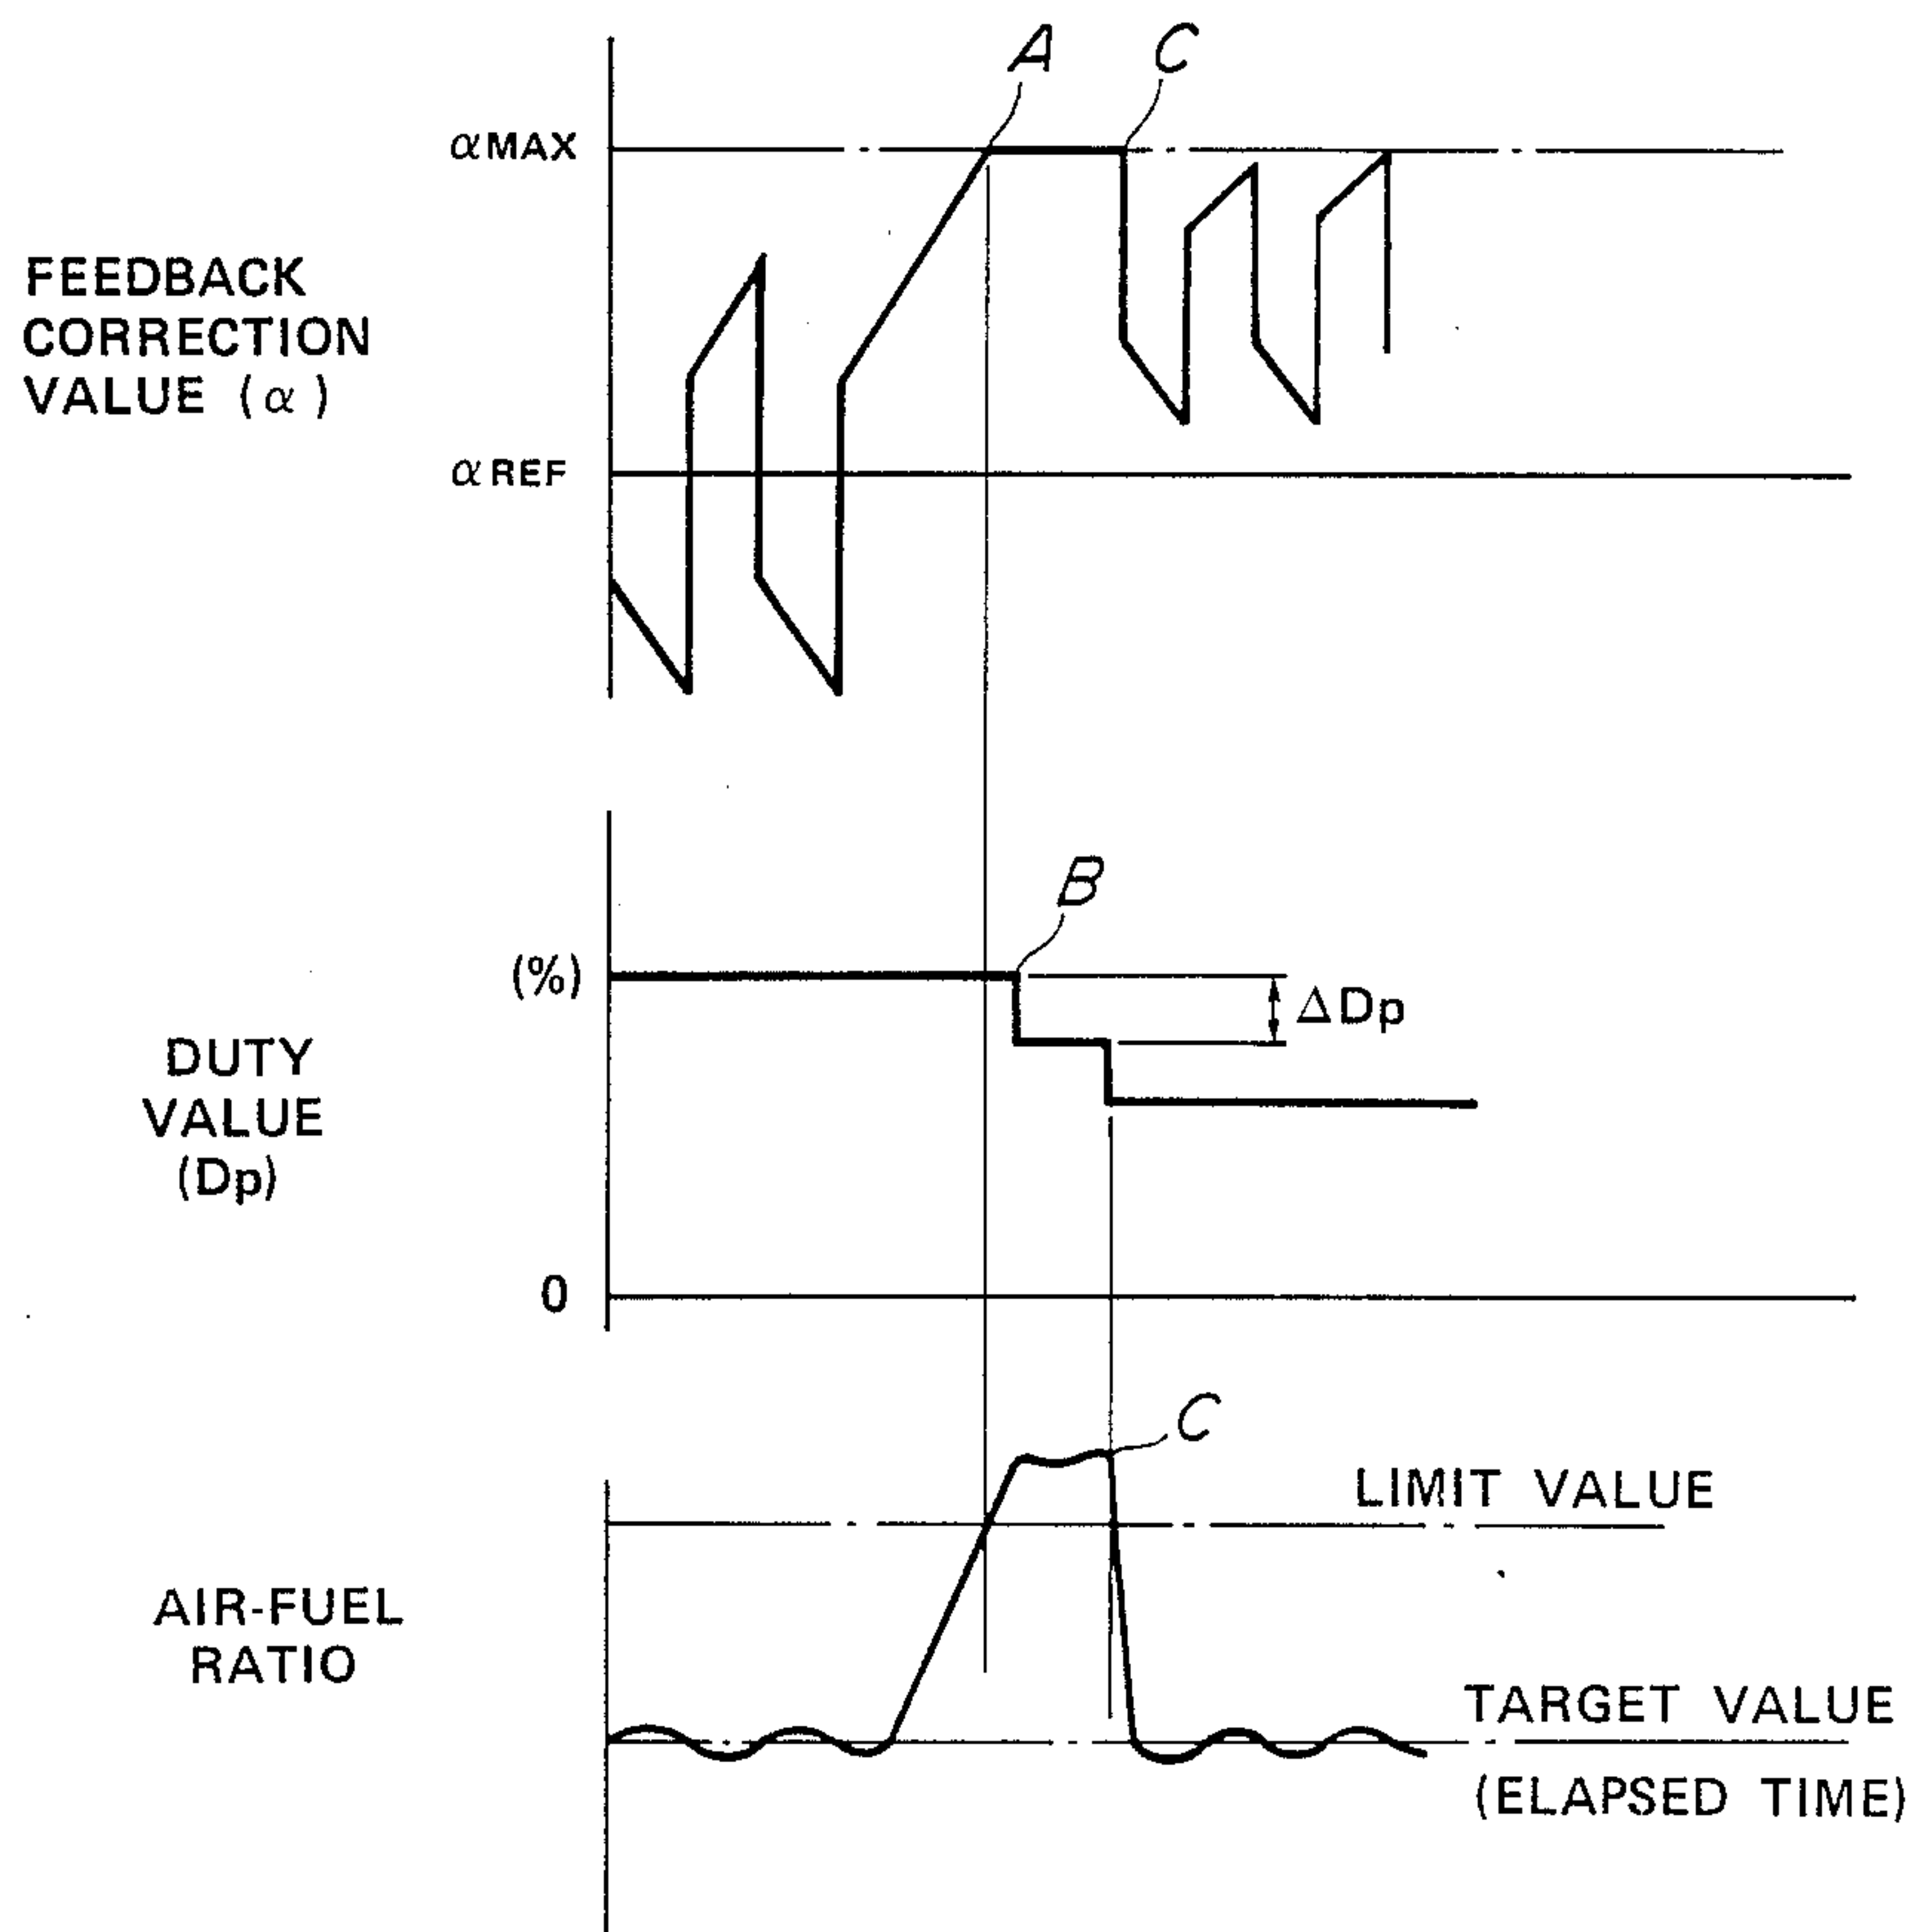 A
C
αMAX
FEEDBACK
CORRECTION
VALUE (α)
αREF
B
(%)
ΔDp
DUTY
VALUE
(Dp)
0
C
LIMIT VALUE
AIR-FUEL
RATIO
TARGET VALUE
(ELAPSED TIME)